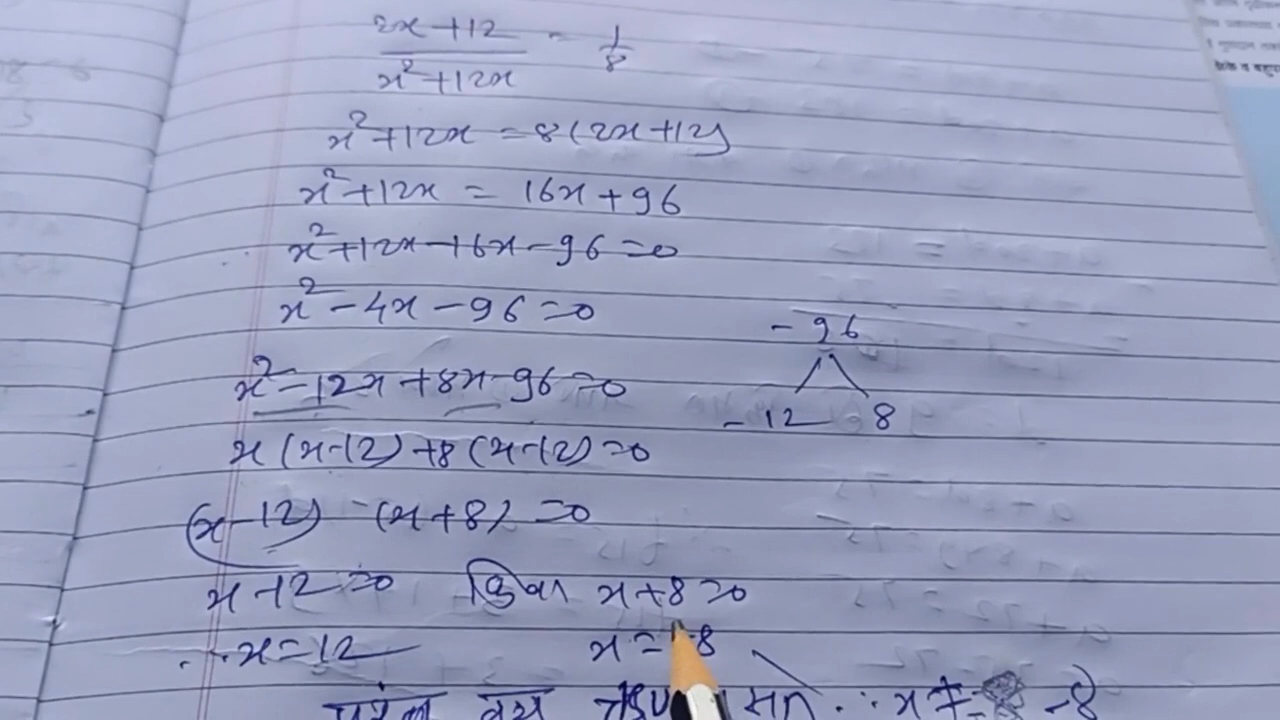 2x+12 / x²+12x = 1/8
x²+12x = 8(2x+12)
x²+12x = 16x+96
x²+12x-16x-96=0
x²-4x-96=0
-96
x²-12x+8x-96=0
-12 8
x(x-12)+8(x-12)=0
(x-12) (x+8)=0
x-12=0 किंवा x+8=0
∴x=12 x=-8
परंतु वय ∴x≠-8